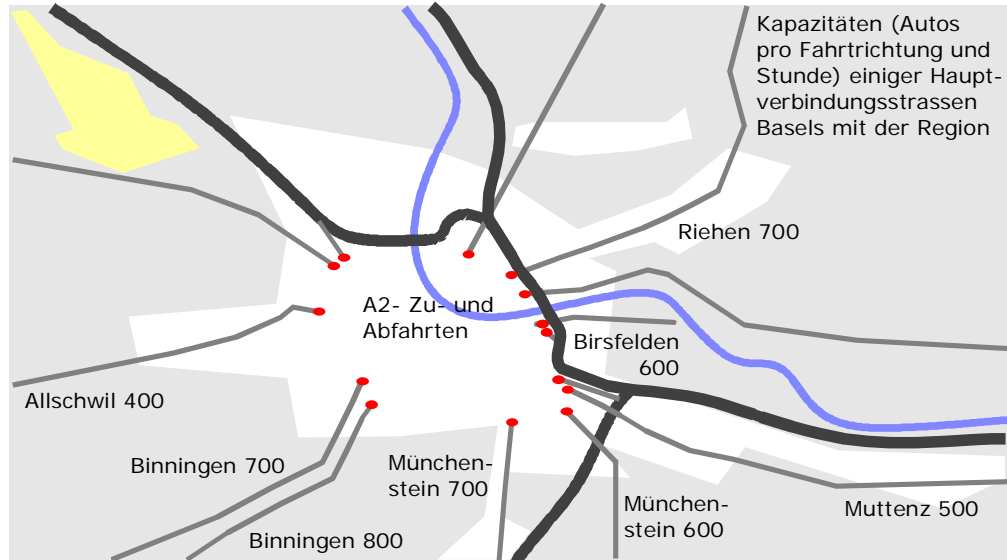 Kapazitäten (Autos
pro Fahrtrichtung und
Stunde) einiger Haupt-
verbindungsstrassen
Basels mit der Region
Riehen 700
A2- Zu- und
Abfahrten
Birsfelden
600
Allschwil 400
Binningen 700
München-
stein 700
München-
stein 600
Muttenz 500
Binningen 800